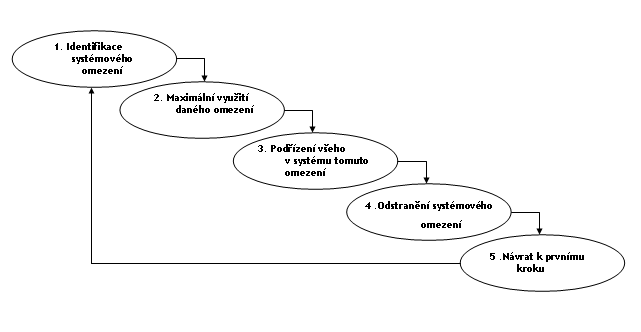 1. Identifikace
systémového
omezení
2. Maximální využití
daného omezení
3. Podřízení všeho
v systému tomuto
omezení
4 .Odstranění systémového
omezení
5 .Návrat k prvnímu
kroku